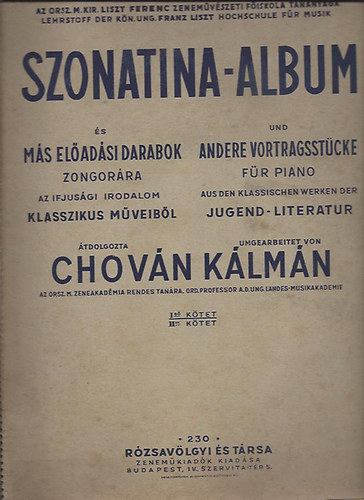 AZ ORSZ. M. KIR. LISZT FERENC ZENEMŰVÉSZETI FŐISKOLA TANANYAGA
LEHRSTOFF DER KÖN. UNG. FRANZ LISZT HOCHSCHULE FÜR MUSIK
SZONATINA-ALBUM
ÉS
MÁS ELŐADÁSI DARABOK
ZONGORÁRA
AZ IFJUSÁGI IRODALOM
KLASSZIKUS MŰVEIBŐL
UND
ANDERE VORTRAGSSTÜCKE
FÜR PIANO
AUS DEN KLASSISCHEN WERKEN DER
JUGEND-LITERATUR
ÁTDOLGOZTA
UMGEARBEITET VON
CHOVÁN KÁLMÁN
AZ ORSZ. M. ZENEAKADÉMIA RENDES TANÁRA. ORD. PROFESSOR A. D. UNG. LANDES-MUSIKAKADEMIE
I. KÖTET
II. KÖTET
• 230 •
RÓZSAVÖLGYI ÉS TÁRSA
ZENEMŰKIADÓK KIADÁSA
BUDAPEST, IV. SZERVITA-TÉR 5.